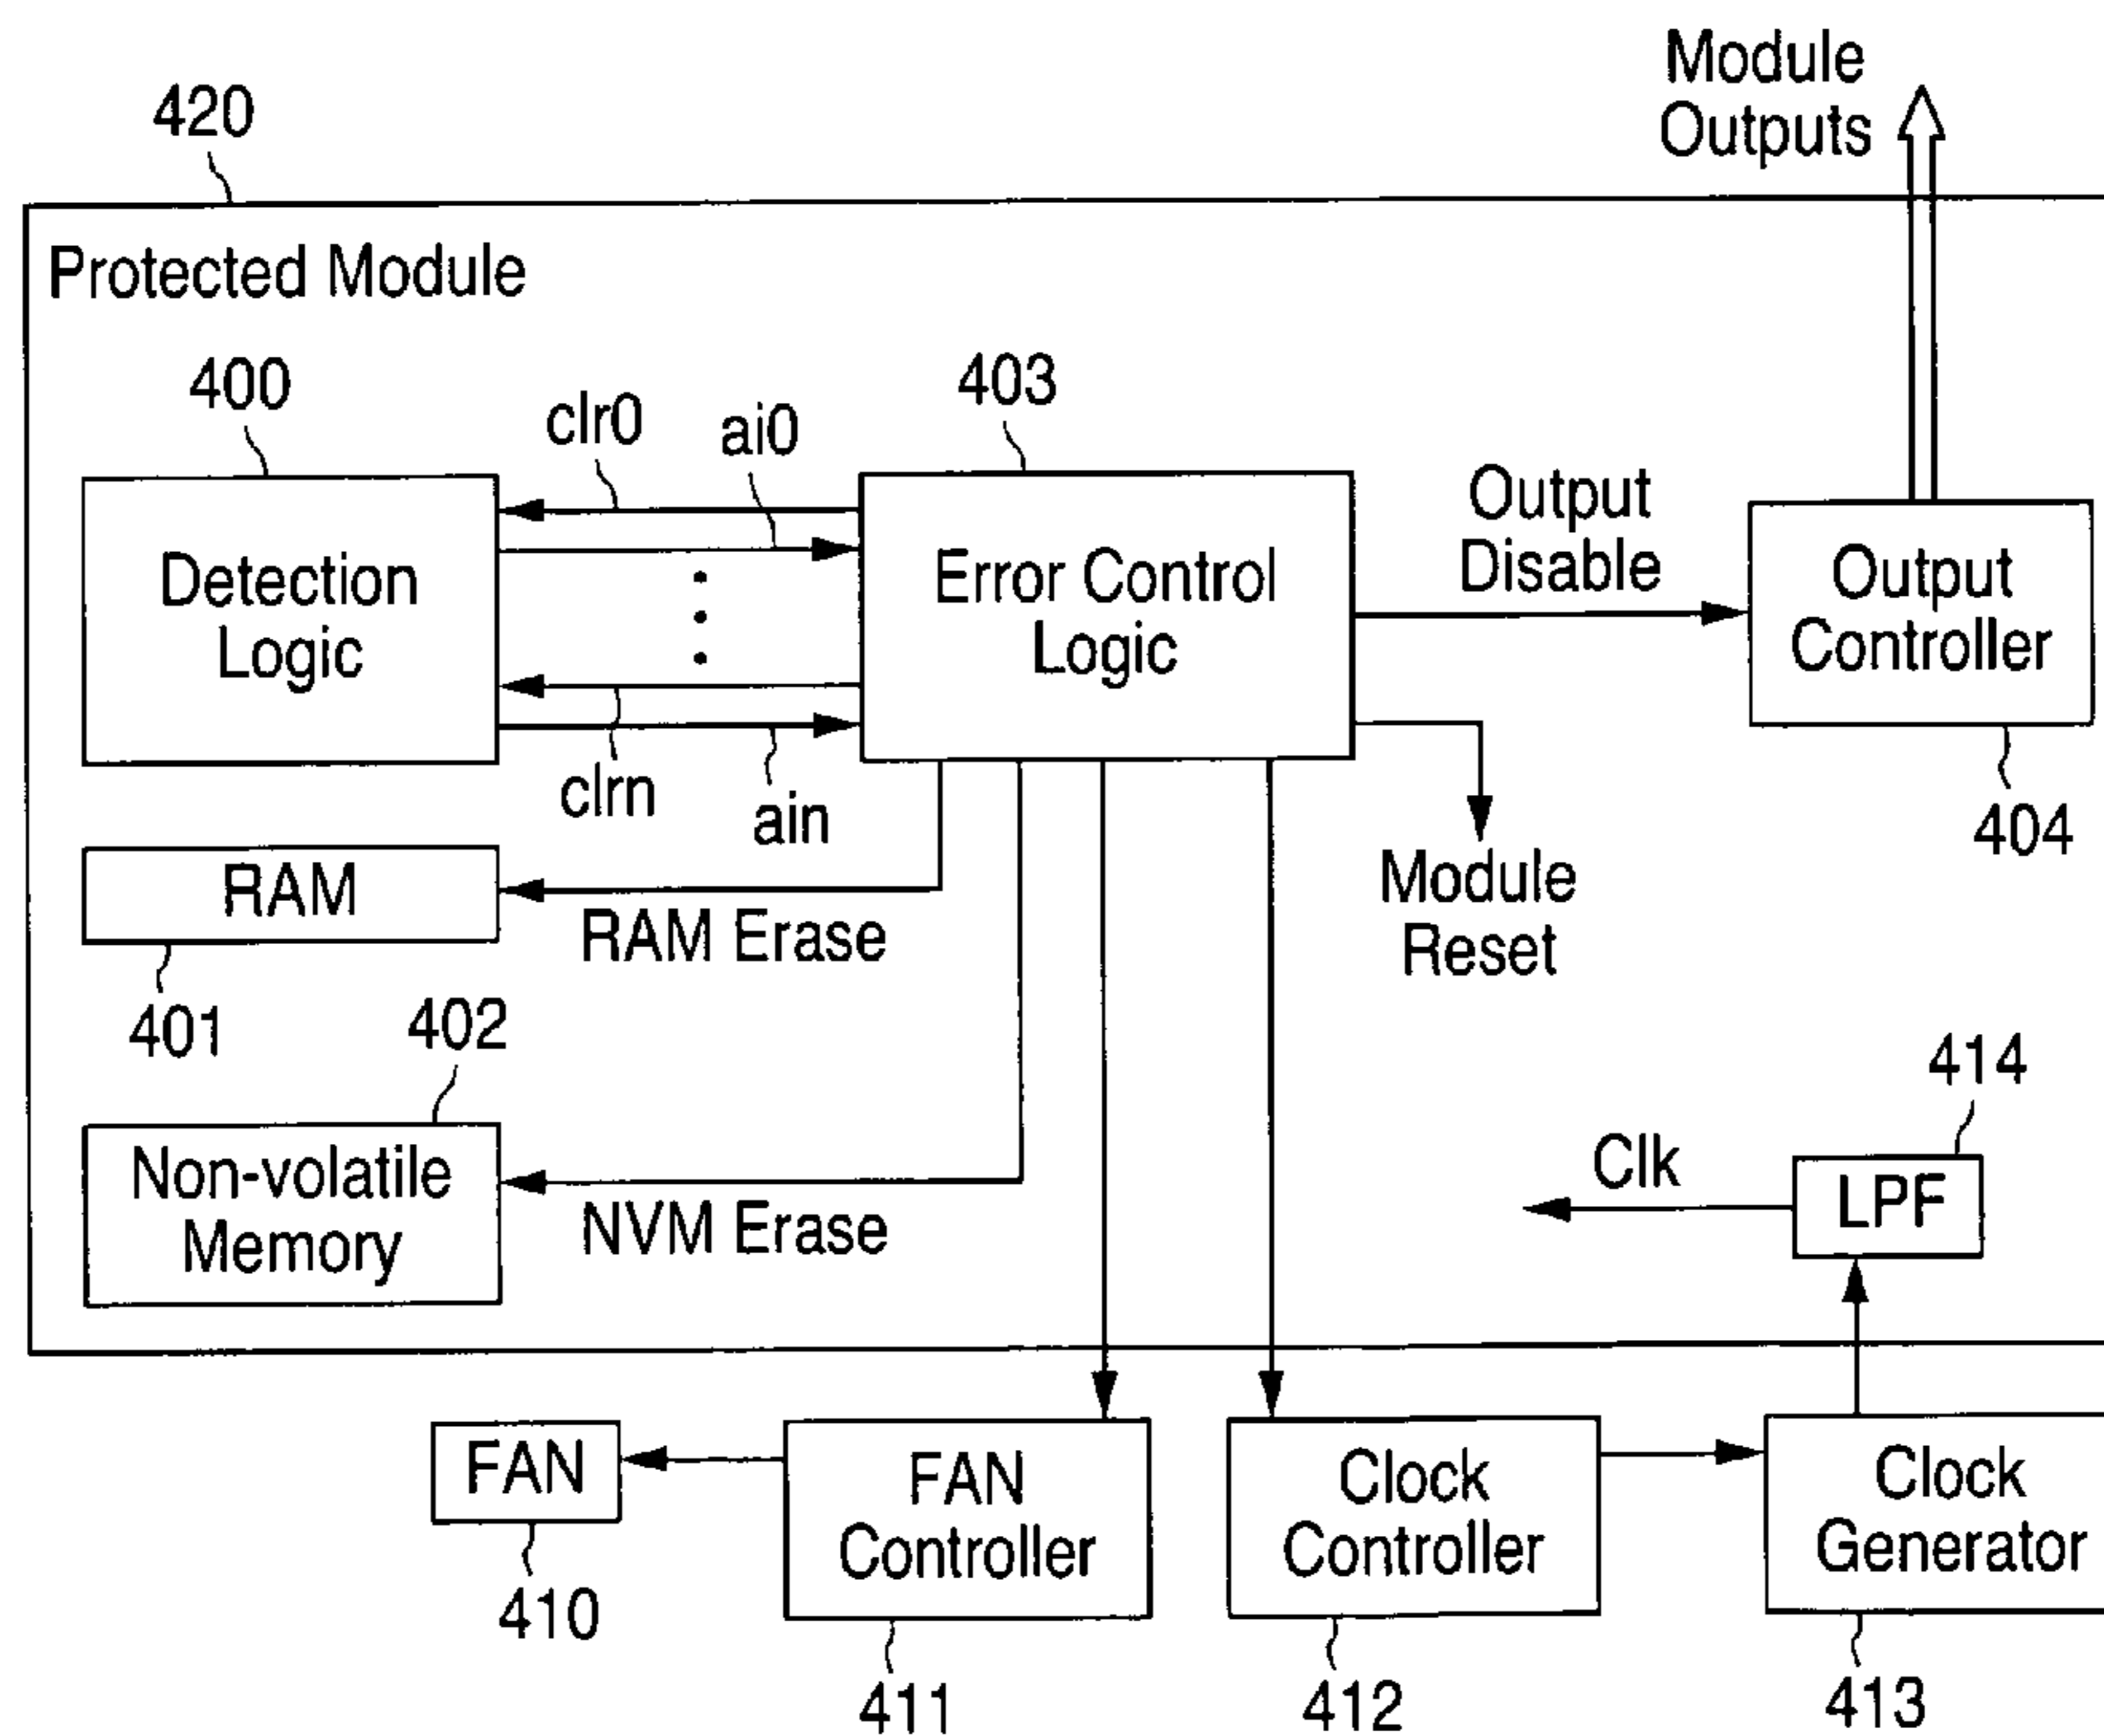 Module
Outputs
420
Protected Module
400
clr0
ai0
403
Detection
Logic
Error Control
Logic
Output
Disable
Output
Controller
clrn
ain
404
RAM
RAM Erase
Module
Reset
401
402
414
Non-volatile
Memory
NVM Erase
Clk
LPF
FAN
FAN
Controller
Clock
Controller
Clock
Generator
410
411
412
413